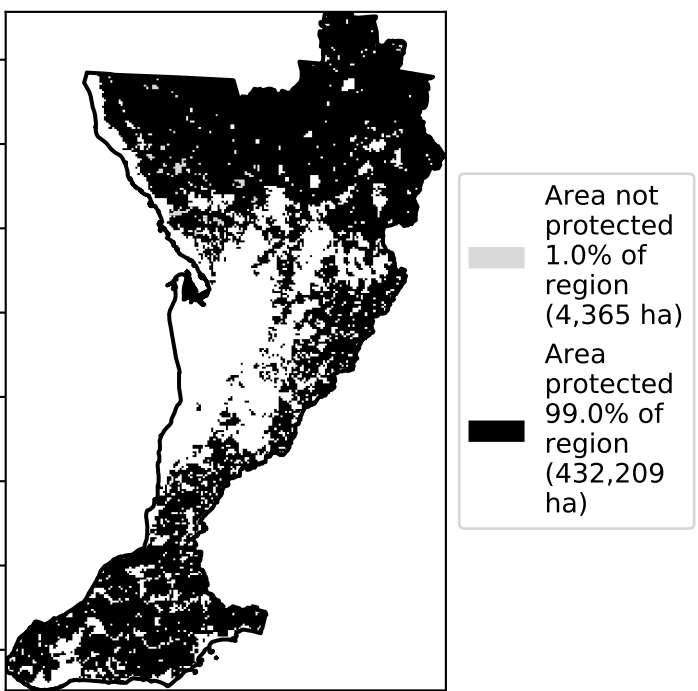 Area not
protected
1.0% of
region
(4,365 ha)
Area
protected
99.0% of
region
(432,209
ha)